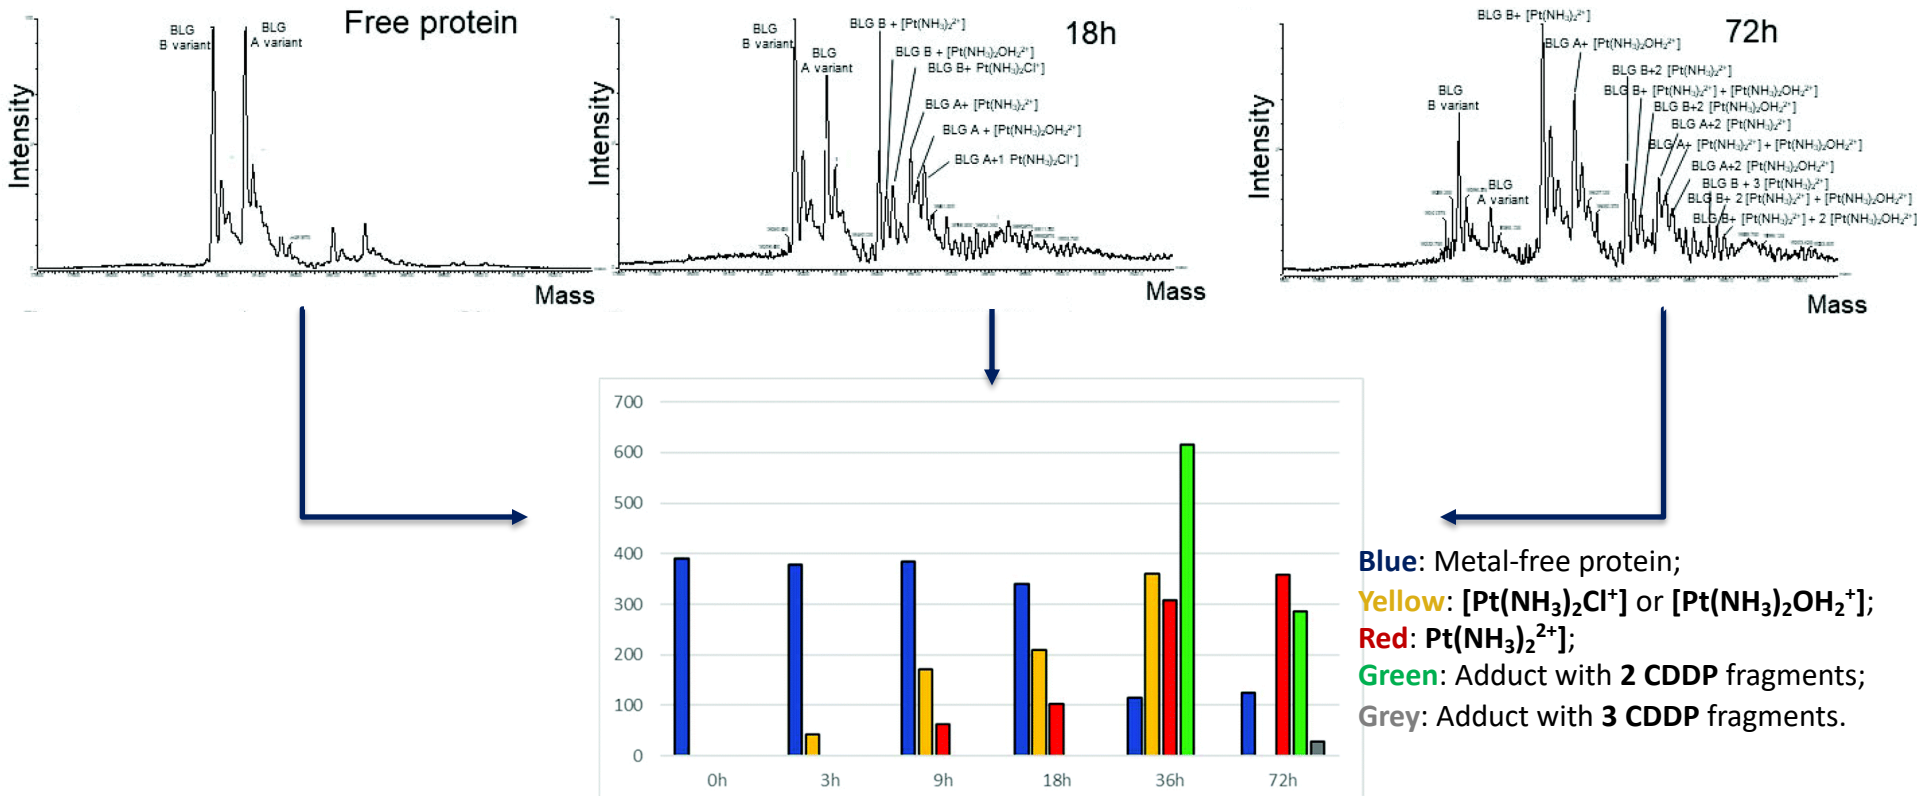 Free protein
BLG
B variant
BLG
A variant
Intensity
Mass
18h
BLG
B variant
BLG
A variant
BLG B + [Pt(NH₃)₂²⁺]
BLG B + [Pt(NH₃)₂OH₂²⁺]
BLG B+ Pt(NH₃)₂Cl⁺]
BLG A+ [Pt(NH₃)₂²⁺]
BLG A + [Pt(NH₃)₂OH₂²⁺]
BLG A+1 Pt(NH₃)₂Cl⁺]
Intensity
Mass
72h
BLG B+ [Pt(NH₃)₂²⁺]
BLG A+ [Pt(NH₃)₂OH₂²⁺]
BLG B+2 [Pt(NH₃)₂²⁺]
BLG B+ [Pt(NH₃)₂²⁺] + [Pt(NH₃)₂OH₂²⁺]
BLG B+2 [Pt(NH₃)₂OH₂²⁺]
BLG A+2 [Pt(NH₃)₂²⁺]
BLG A+ [Pt(NH₃)₂²⁺] + [Pt(NH₃)₂OH₂²⁺]
BLG A+2 [Pt(NH₃)₂OH₂²⁺]
BLG B + 3 [Pt(NH₃)₂²⁺]
BLG B+ 2 [Pt(NH₃)₂²⁺] + [Pt(NH₃)₂OH₂²⁺]
BLG B+ [Pt(NH₃)₂²⁺] + 2 [Pt(NH₃)₂OH₂²⁺]
BLG
B variant
BLG
A variant
Intensity
Mass
700
600
500
400
300
200
100
0
0h 3h 9h 18h 36h 72h
Blue: Metal-free protein;
Yellow: [Pt(NH₃)₂Cl⁺] or [Pt(NH₃)₂OH₂⁺];
Red: Pt(NH₃)₂²⁺];
Green: Adduct with 2 CDDP fragments;
Grey: Adduct with 3 CDDP fragments.